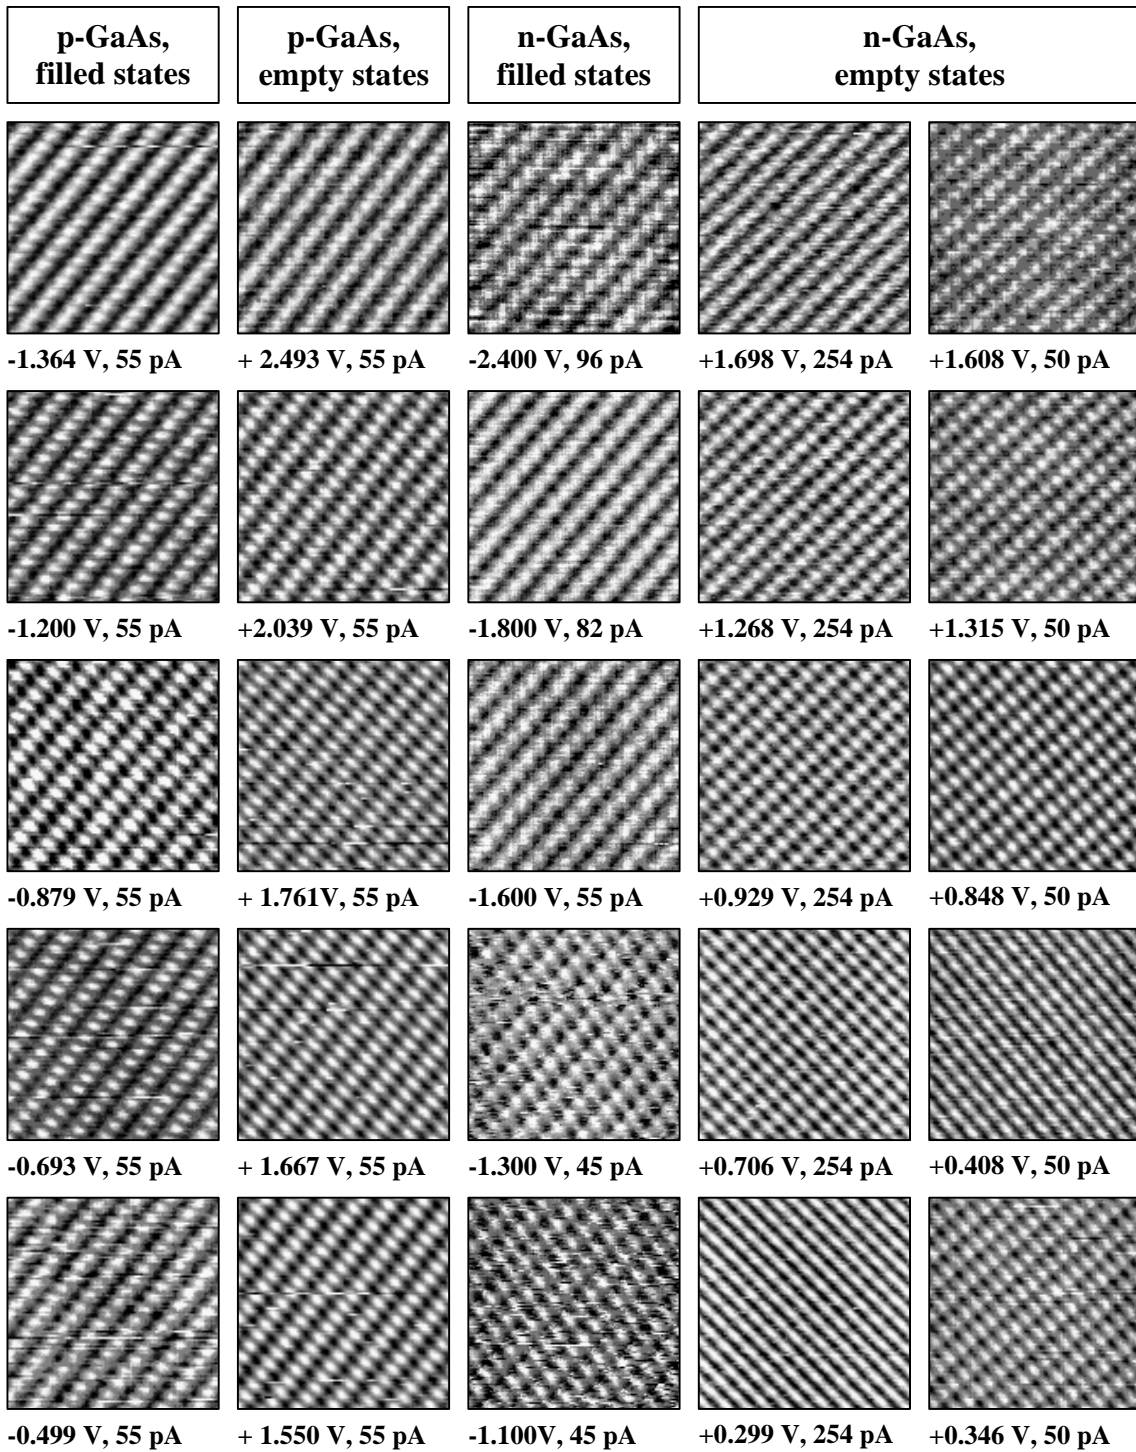 p-GaAs,
filled states
p-GaAs,
empty states
n-GaAs,
filled states
n-GaAs,
empty states
-1.364 V, 55 pA
+ 2.493 V, 55 pA
-2.400 V, 96 pA
+1.698 V, 254 pA
+1.608 V, 50 pA
-1.200 V, 55 pA
+2.039 V, 55 pA
-1.800 V, 82 pA
+1.268 V, 254 pA
+1.315 V, 50 pA
-0.879 V, 55 pA
+ 1.761V, 55 pA
-1.600 V, 55 pA
+0.929 V, 254 pA
+0.848 V, 50 pA
-0.693 V, 55 pA
+ 1.667 V, 55 pA
-1.300 V, 45 pA
+0.706 V, 254 pA
+0.408 V, 50 pA
-0.499 V, 55 pA
+ 1.550 V, 55 pA
-1.100V, 45 pA
+0.299 V, 254 pA
+0.346 V, 50 pA